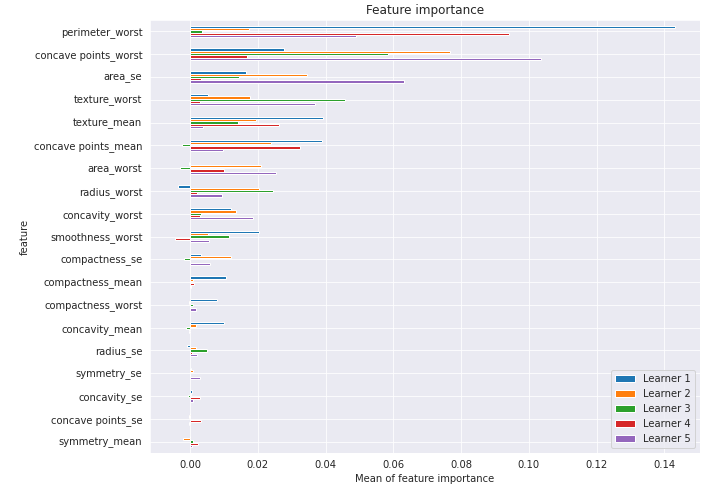 Feature importance
perimeter_worst
concave points_worst
area_se
texture_worst
texture_mean
concave points_mean
area_worst
radius_worst
concavity_worst
smoothness_worst
compactness_se
compactness_mean
compactness_worst
concavity_mean
radius_se
symmetry_se
concavity_se
concave points_se
symmetry_mean
feature
Learner 1
Learner 2
Learner 3
Learner 4
Learner 5
0.00 0.02 0.04 0.06 0.08 0.10 0.12 0.14
Mean of feature importance